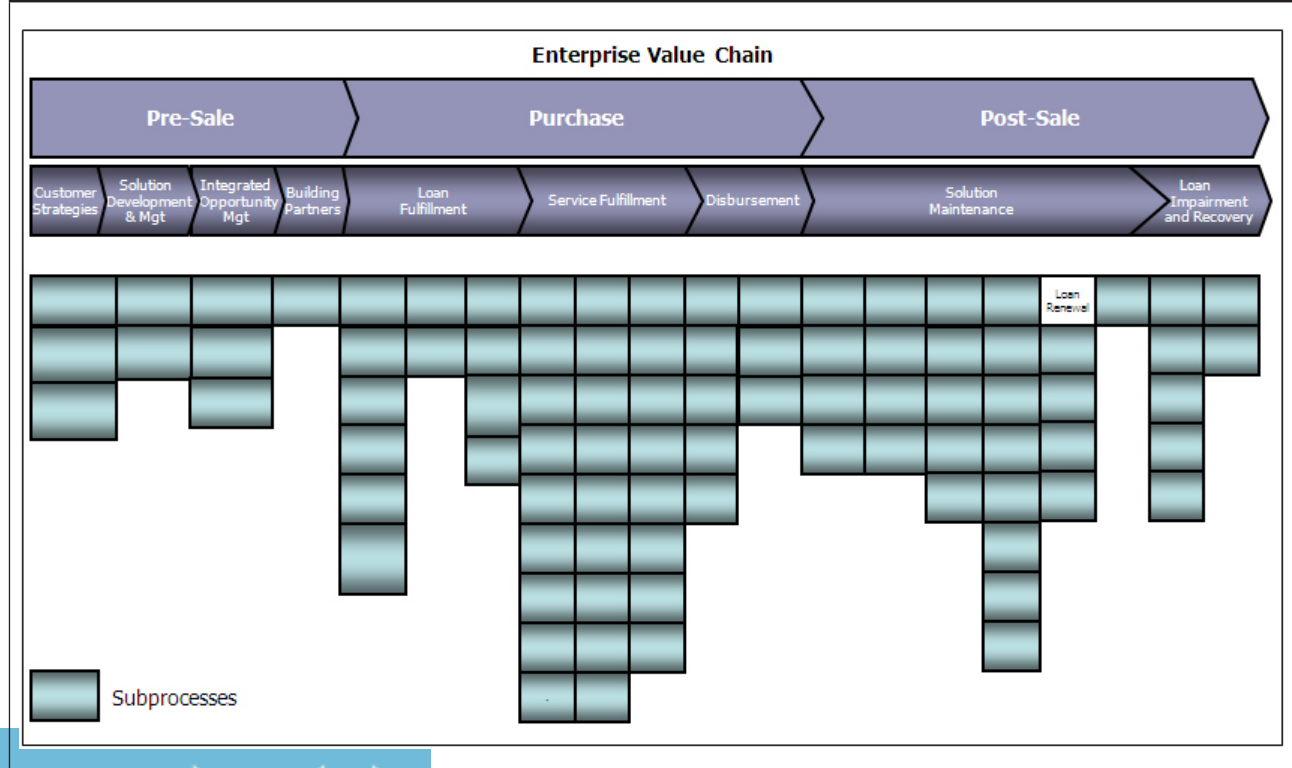 Enterprise Value Chain
Pre-Sale
Purchase
Post-Sale
Customer
Strategies
Solution
Development
& Mgt
Integrated
Opportunity
Mgt
Building
Partners
Loan
Fulfillment
Service Fulfillment
Disbursement
Solution
Maintenance
Loan
Impairment
and Recovery
Loan
Renewal
Subprocesses